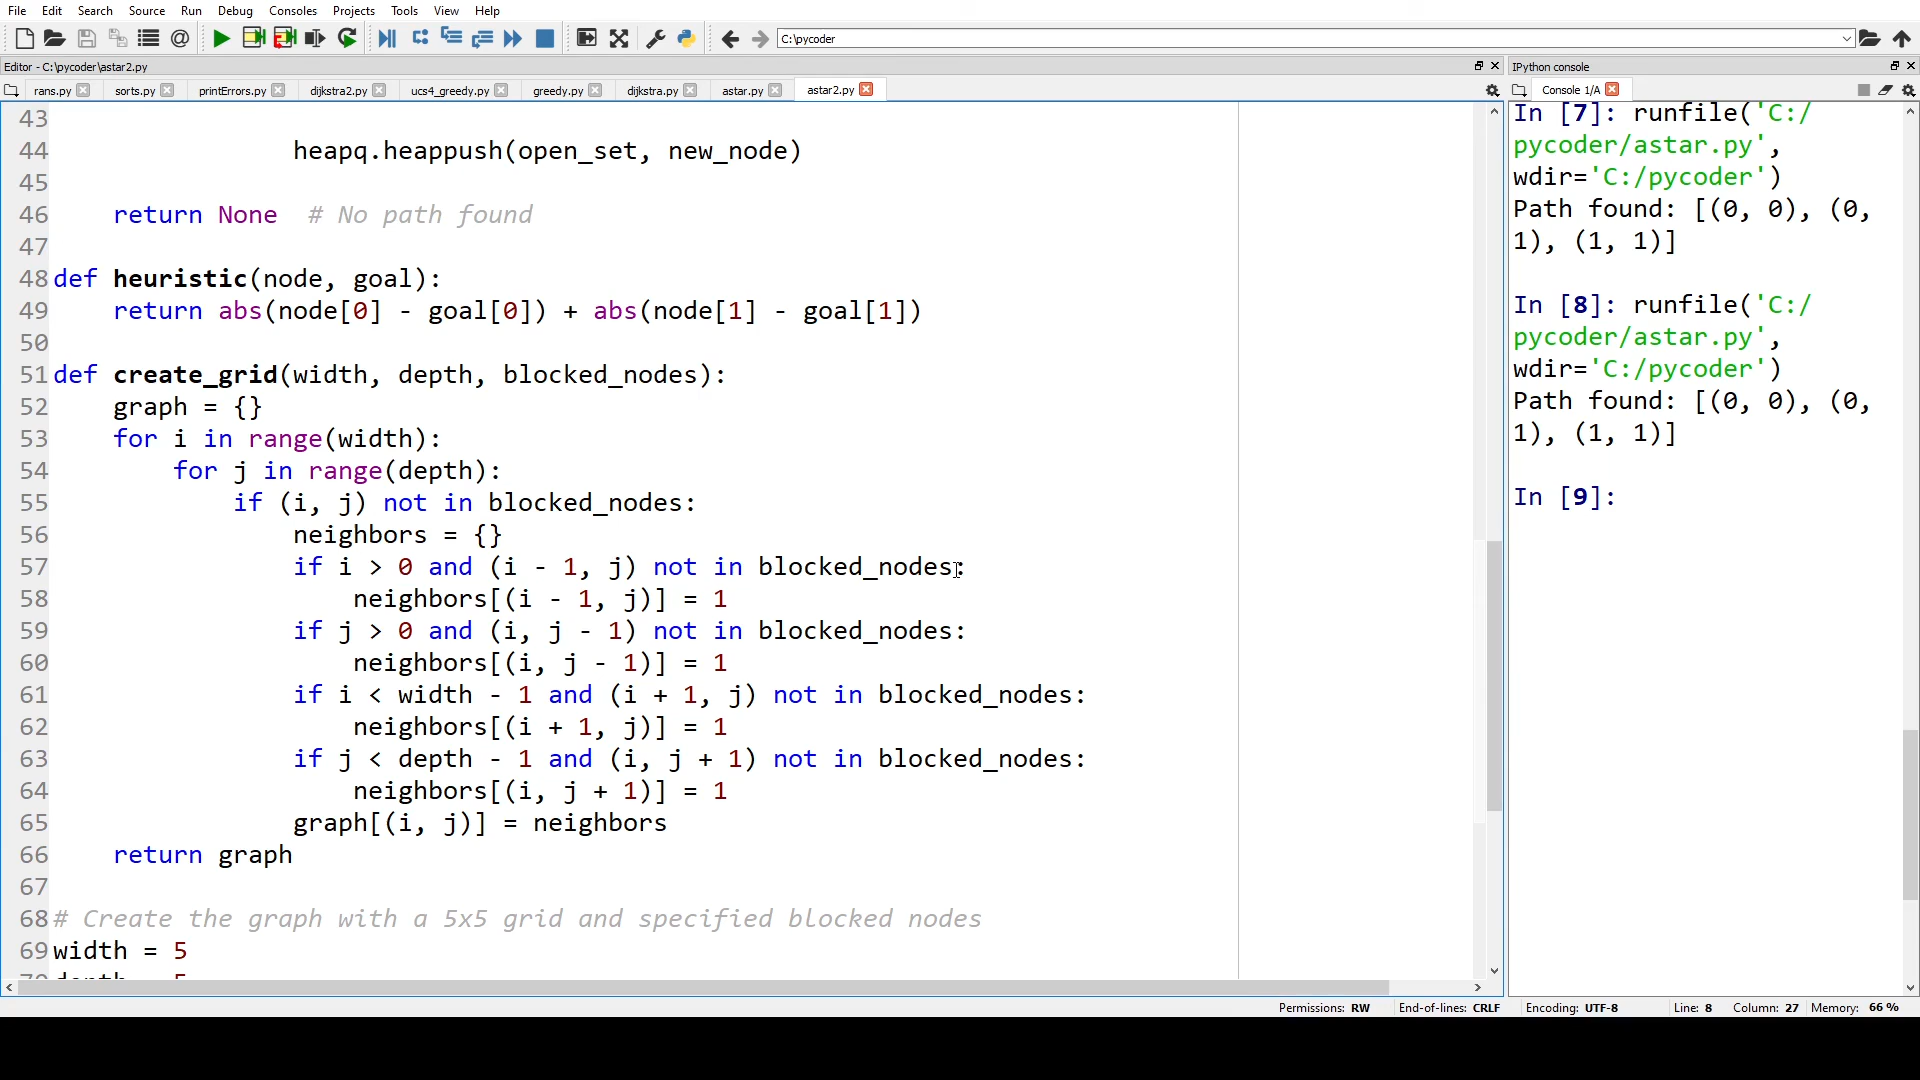 File Edit Search Source Run Debug Consoles Projects Tools View Help
C:\pycoder
Editor - C:\pycoder\astar2.py
rans.py sorts.py printErrors.py dijkstra2.py ucs4_greedy.py greedy.py dijkstra.py astar.py astar2.py
43
44 heapq.heappush(open_set, new_node)
45
46 return None # No path found
47
48 def heuristic(node, goal):
49 return abs(node[0] - goal[0]) + abs(node[1] - goal[1])
50
51 def create_grid(width, depth, blocked_nodes):
52 graph = {}
53 for i in range(width):
54 for j in range(depth):
55 if (i, j) not in blocked_nodes:
56 neighbors = {}
57 if i > 0 and (i - 1, j) not in blocked_nodes:
58 neighbors[(i - 1, j)] = 1
59 if j > 0 and (i, j - 1) not in blocked_nodes:
60 neighbors[(i, j - 1)] = 1
61 if i < width - 1 and (i + 1, j) not in blocked_nodes:
62 neighbors[(i + 1, j)] = 1
63 if j < depth - 1 and (i, j + 1) not in blocked_nodes:
64 neighbors[(i, j + 1)] = 1
65 graph[(i, j)] = neighbors
66 return graph
67
68 # Create the graph with a 5x5 grid and specified blocked nodes
69 width = 5
IPython console
Console 1/A
In [7]: runfile('C:/
pycoder/astar.py',
wdir='C:/pycoder')
Path found: [(0, 0), (0,
1), (1, 1)]
In [8]: runfile('C:/
pycoder/astar.py',
wdir='C:/pycoder')
Path found: [(0, 0), (0,
1), (1, 1)]
In [9]:
Permissions: RW End-of-lines: CRLF Encoding: UTF-8 Line: 8 Column: 27 Memory: 66 %